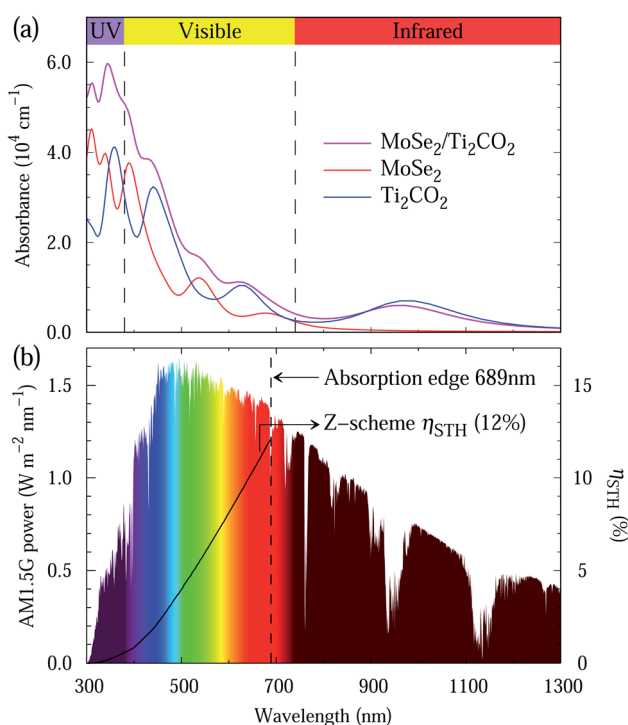 (a)
UV Visible Infrared
6.0
4.0
2.0
0.0
Absorbance (10⁴ cm⁻¹)
MoSe₂/Ti₂CO₂
MoSe₂
Ti₂CO₂
(b)
1.5
1.0
0.5
0.0
AM1.5G power (W m⁻² nm⁻¹)
Absorption edge 689nm
Z−scheme η_STH (12%)
15
10
5
0
η_STH (%)
300 500 700 900 1100 1300
Wavelength (nm)